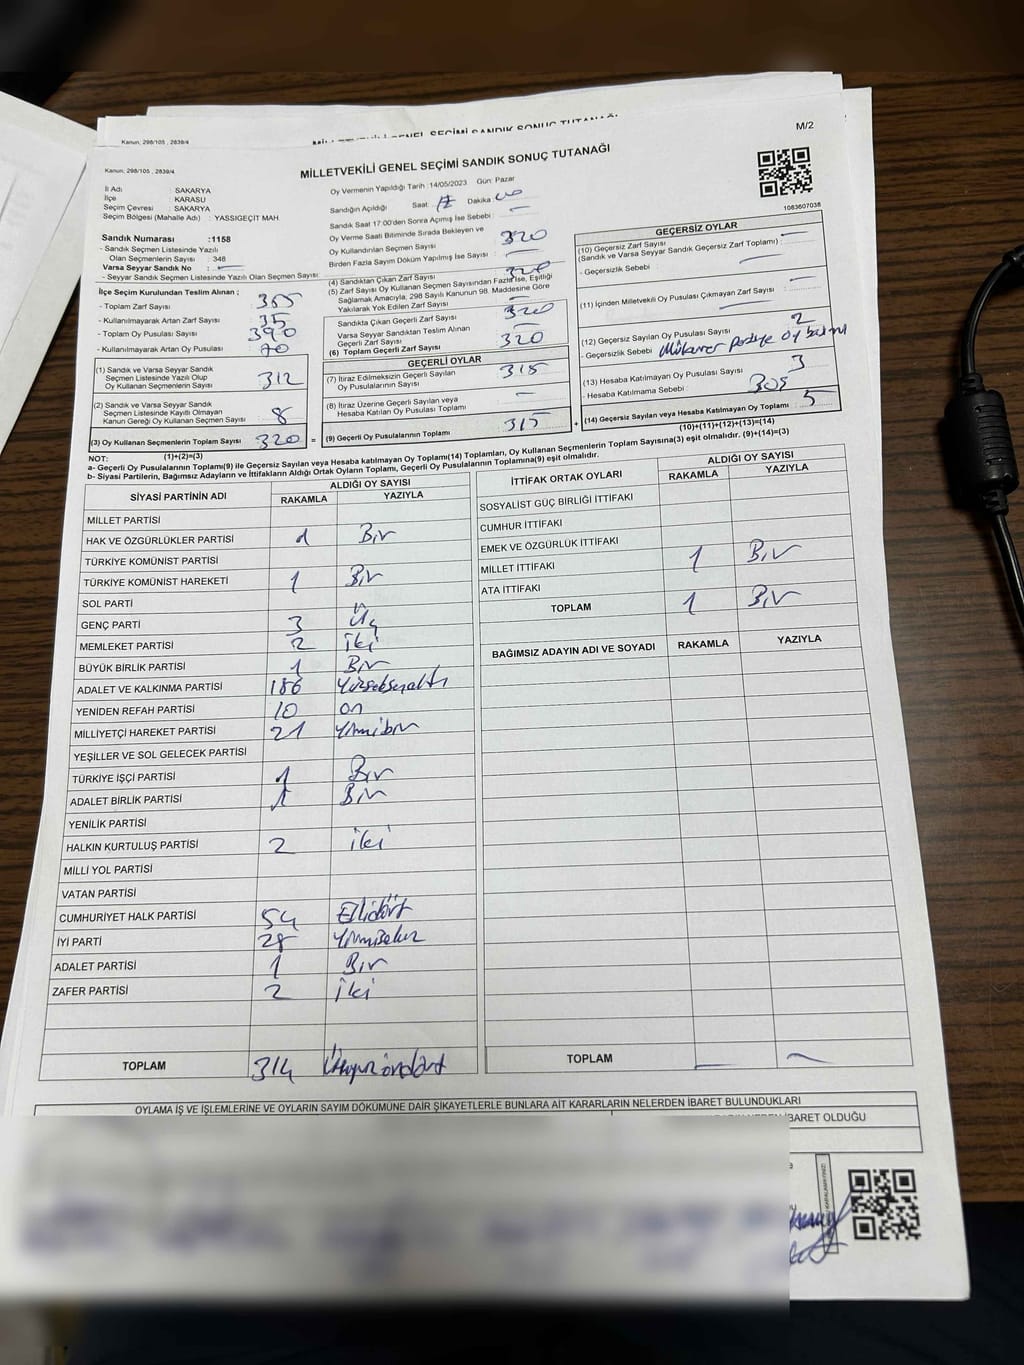 Kanun; 298/105 , 2839/4
MİLLETVEKİLİ GENEL SEÇİMİ SANDIK SONUÇ TUTANAĞI
M/2
Kanun; 298/105 , 2839/4
MİLLETVEKİLİ GENEL SEÇİMİ SANDIK SONUÇ TUTANAĞI
İl Adı : SAKARYA
İlçe : KARASU
Seçim Çevresi : SAKARYA
Seçim Bölgesi (Mahalle Adı) : YASSIGEÇİT MAH.
Oy Vermenin Yapıldığı Tarih :14/05/2023 Gün: Pazar
Sandığın Açıldığı Saat : 17 Dakika
Sandık Saat 17:00'den Sonra Açılmış İse Sebebi : —
Oy Verme Saati Bitiminde Sırada Bekleyen ve
Oy Kullandırılan Seçmen Sayısı : 320
Birden Fazla Sayım Döküm Yapılmış İse Sayısı : —
1083607038
Sandık Numarası :1158
- Sandık Seçmen Listesinde Yazılı
Olan Seçmenlerin Sayısı : 346
Varsa Seyyar Sandık No : —
- Seyyar Sandık Seçmen Listesinde Yazılı Olan Seçmen Sayısı :
İlçe Seçim Kurulundan Teslim Alınan ;
- Toplam Zarf Sayısı : 355
- Kullanılmayarak Artan Zarf Sayısı : 35
- Toplam Oy Pusulası Sayısı : 390
- Kullanılmayarak Artan Oy Pusulası : 70
(1) Sandık ve Varsa Seyyar Sandık
Seçmen Listesinde Yazılı Olup
Oy Kullanan Seçmenlerin Sayısı : 312
(2) Sandık ve Varsa Seyyar Sandık
Seçmen Listesinde Kayıtlı Olmayan
Kanun Gereği Oy Kullanan Seçmen Sayısı : 8
(3) Oy Kullanan Seçmenlerin Toplam Sayısı : 320
(1)+(2)=(3)
(4) Sandıktan Çıkan Zarf Sayısı : 320
(5) Zarf Sayısı Oy Kullanan Seçmen Sayısından Fazla İse, Eşitliği
Sağlamak Amacıyla, 298 Sayılı Kanunun 98. Maddesine Göre
Yakılarak Yok Edilen Zarf Sayısı : —
Sandıkta Çıkan Geçerli Zarf Sayısı : 320
Varsa Seyyar Sandıktan Teslim Alınan
Geçerli Zarf Sayısı : —
(6) Toplam Geçerli Zarf Sayısı : 320
GEÇERLİ OYLAR
(7) İtiraz Edilmeksizin Geçerli Sayılan
Oy Pusulalarının Sayısı : 315
(8) İtiraz Üzerine Geçerli Sayılan veya
Hesaba Katılan Oy Pusulası Toplamı : —
= (9) Geçerli Oy Pusulalarının Toplamı : 315
GEÇERSİZ OYLAR
(10) Geçersiz Zarf Sayısı
(Sandık ve Varsa Seyyar Sandık Geçersiz Zarf Toplamı) : —
- Geçersizlik Sebebi : —
(11) İçinden Milletvekili Oy Pusulası Çıkmayan Zarf Sayısı : —
(12) Geçersiz Sayılan Oy Pusulası Sayısı : 2
- Geçersizlik Sebebi :
(13) Hesaba Katılmayan Oy Pusulası Sayısı : 3
- Hesaba Katılmama Sebebi :
+ (14) Geçersiz Sayılan veya Hesaba Katılmayan Oy Toplamı : 5
(10)+(11)+(12)+(13)=(14)
NOT:
a- Geçerli Oy Pusulalarının Toplamı(9) ile Geçersiz Sayılan veya Hesaba katılmayan Oy Toplamı(14) Toplamları, Oy Kullanan Seçmenlerin Toplam Sayısına(3) eşit olmalıdır. (9)+(14)=(3)
b- Siyasi Partilerin, Bağımsız Adayların ve İttifakların Aldığı Ortak Oyların Toplamı, Geçerli Oy Pusulalarının Toplamına(9) eşit olmalıdır.
SİYASİ PARTİNİN ADI ALDIĞI OY SAYISI
RAKAMLA YAZIYLA
MİLLET PARTİSİ
HAK VE ÖZGÜRLÜKLER PARTİSİ 1 Bir
TÜRKİYE KOMÜNİST PARTİSİ
TÜRKİYE KOMÜNİST HAREKETİ 1 Bir
SOL PARTİ
GENÇ PARTİ 3 Üç
MEMLEKET PARTİSİ 2 iki
BÜYÜK BİRLİK PARTİSİ 1 Bir
ADALET VE KALKINMA PARTİSİ 186 Yüzseksenaltı
YENİDEN REFAH PARTİSİ 10 on
MİLLİYETÇİ HAREKET PARTİSİ 21 Yirmibir
YEŞİLLER VE SOL GELECEK PARTİSİ
TÜRKİYE İŞÇİ PARTİSİ 1 Bir
ADALET BİRLİK PARTİSİ 1 Bir
YENİLİK PARTİSİ
HALKIN KURTULUŞ PARTİSİ 2 iki
MİLLİ YOL PARTİSİ
VATAN PARTİSİ
CUMHURİYET HALK PARTİSİ 54 Ellidört
İYİ PARTİ 28 Yirmisekiz
ADALET PARTİSİ 1 Bir
ZAFER PARTİSİ 2 iki
TOPLAM 314 Üçyüzöndört
İTTİFAK ORTAK OYLARI ALDIĞI OY SAYISI
RAKAMLA YAZIYLA
SOSYALİST GÜÇ BİRLİĞİ İTTİFAKI
CUMHUR İTTİFAKI
EMEK VE ÖZGÜRLÜK İTTİFAKI
MİLLET İTTİFAKI 1 Bir
ATA İTTİFAKI
TOPLAM 1 Bir
BAĞIMSIZ ADAYIN ADI VE SOYADI RAKAMLA YAZIYLA
TOPLAM — —
OYLAMA İŞ VE İŞLEMLERİNE VE OYLARIN SAYIM DÖKÜMÜNE DAİR ŞİKAYETLERLE BUNLARA AİT KARARLARIN NELERDEN İBARET BULUNDUKLARI
İBARET OLDUĞU